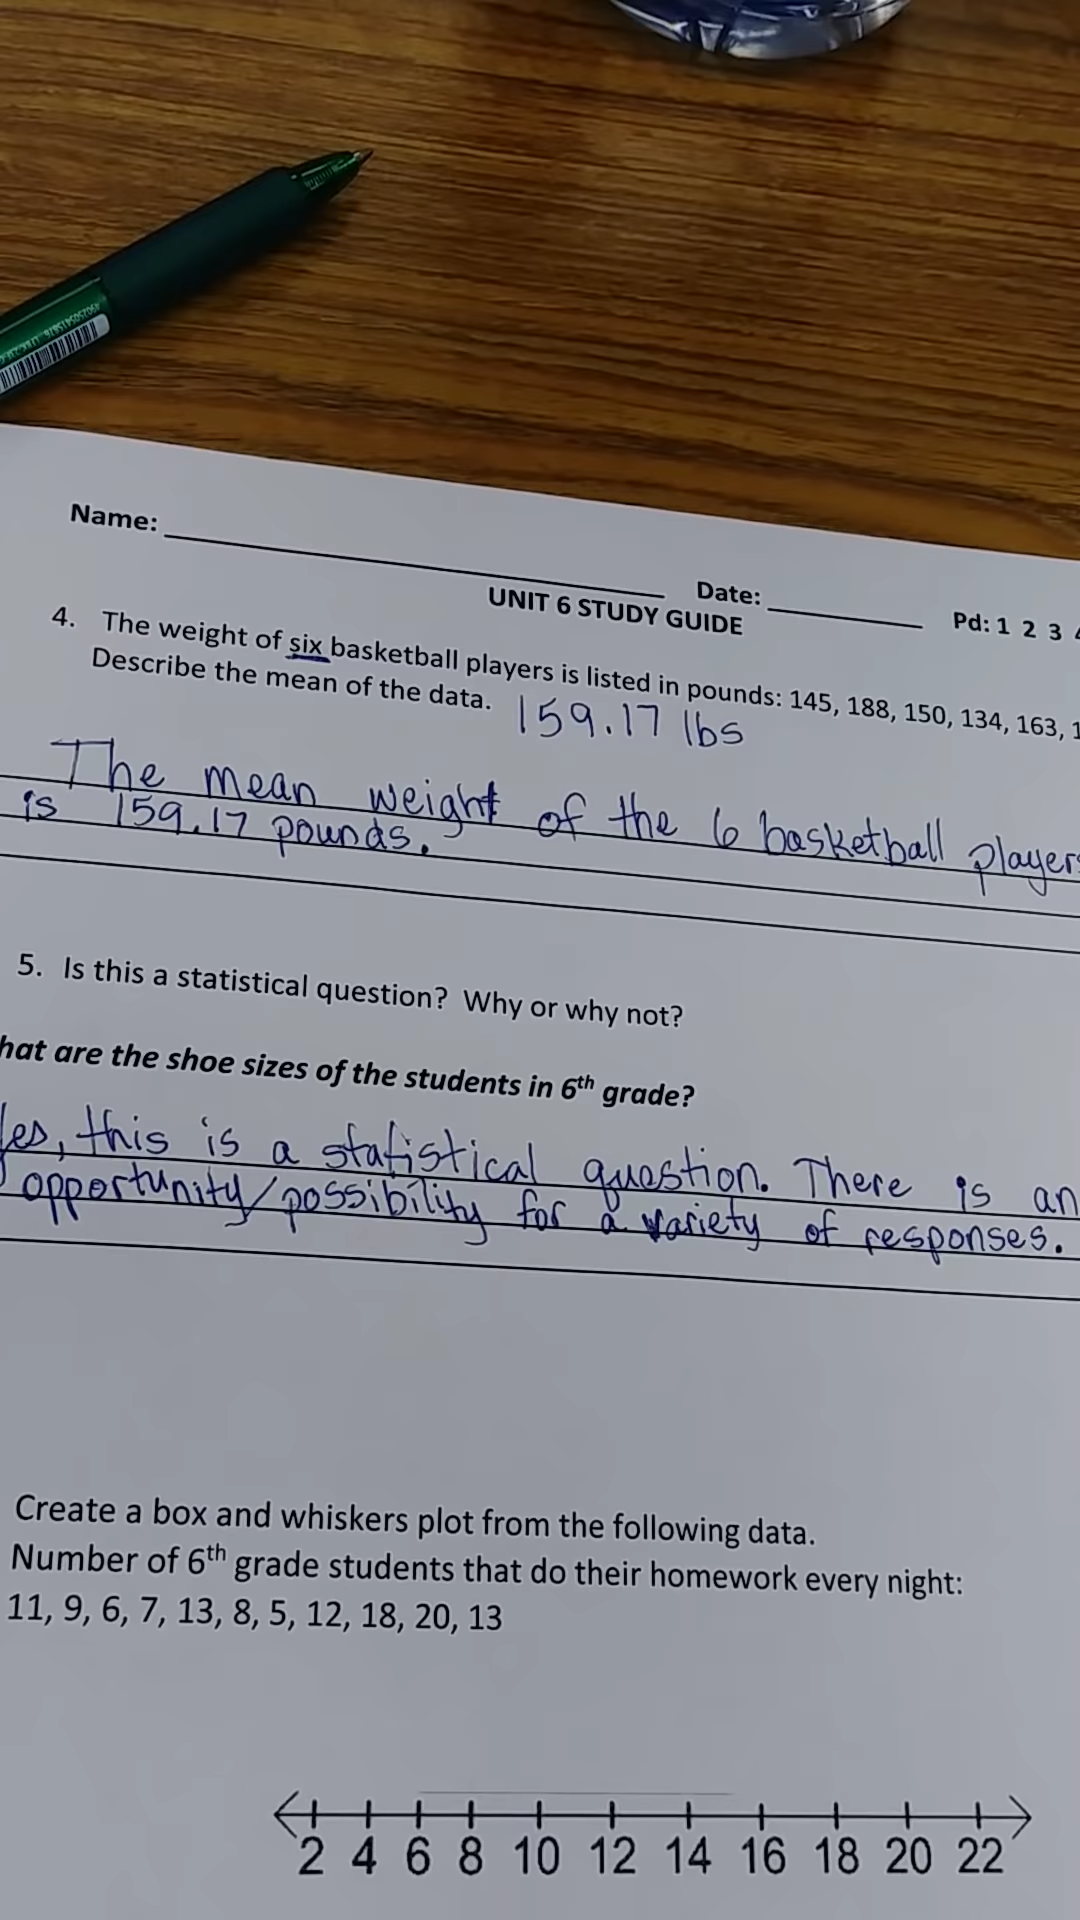 Name:
Date:
Pd: 1 2 3
UNIT 6 STUDY GUIDE
4. The weight of six basketball players is listed in pounds: 145, 188, 150, 134, 163,
Describe the mean of the data. 159.17 lbs
The mean weight of the 6 basketball players
is 159.17 pounds.
5. Is this a statistical question? Why or why not?
hat are the shoe sizes of the students in 6th grade?
Yes, this is a statistical question. There is an
opportunity/possibility for a variety of responses.
Create a box and whiskers plot from the following data.
Number of 6th grade students that do their homework every night:
11, 9, 6, 7, 13, 8, 5, 12, 18, 20, 13
2 4 6 8 10 12 14 16 18 20 22